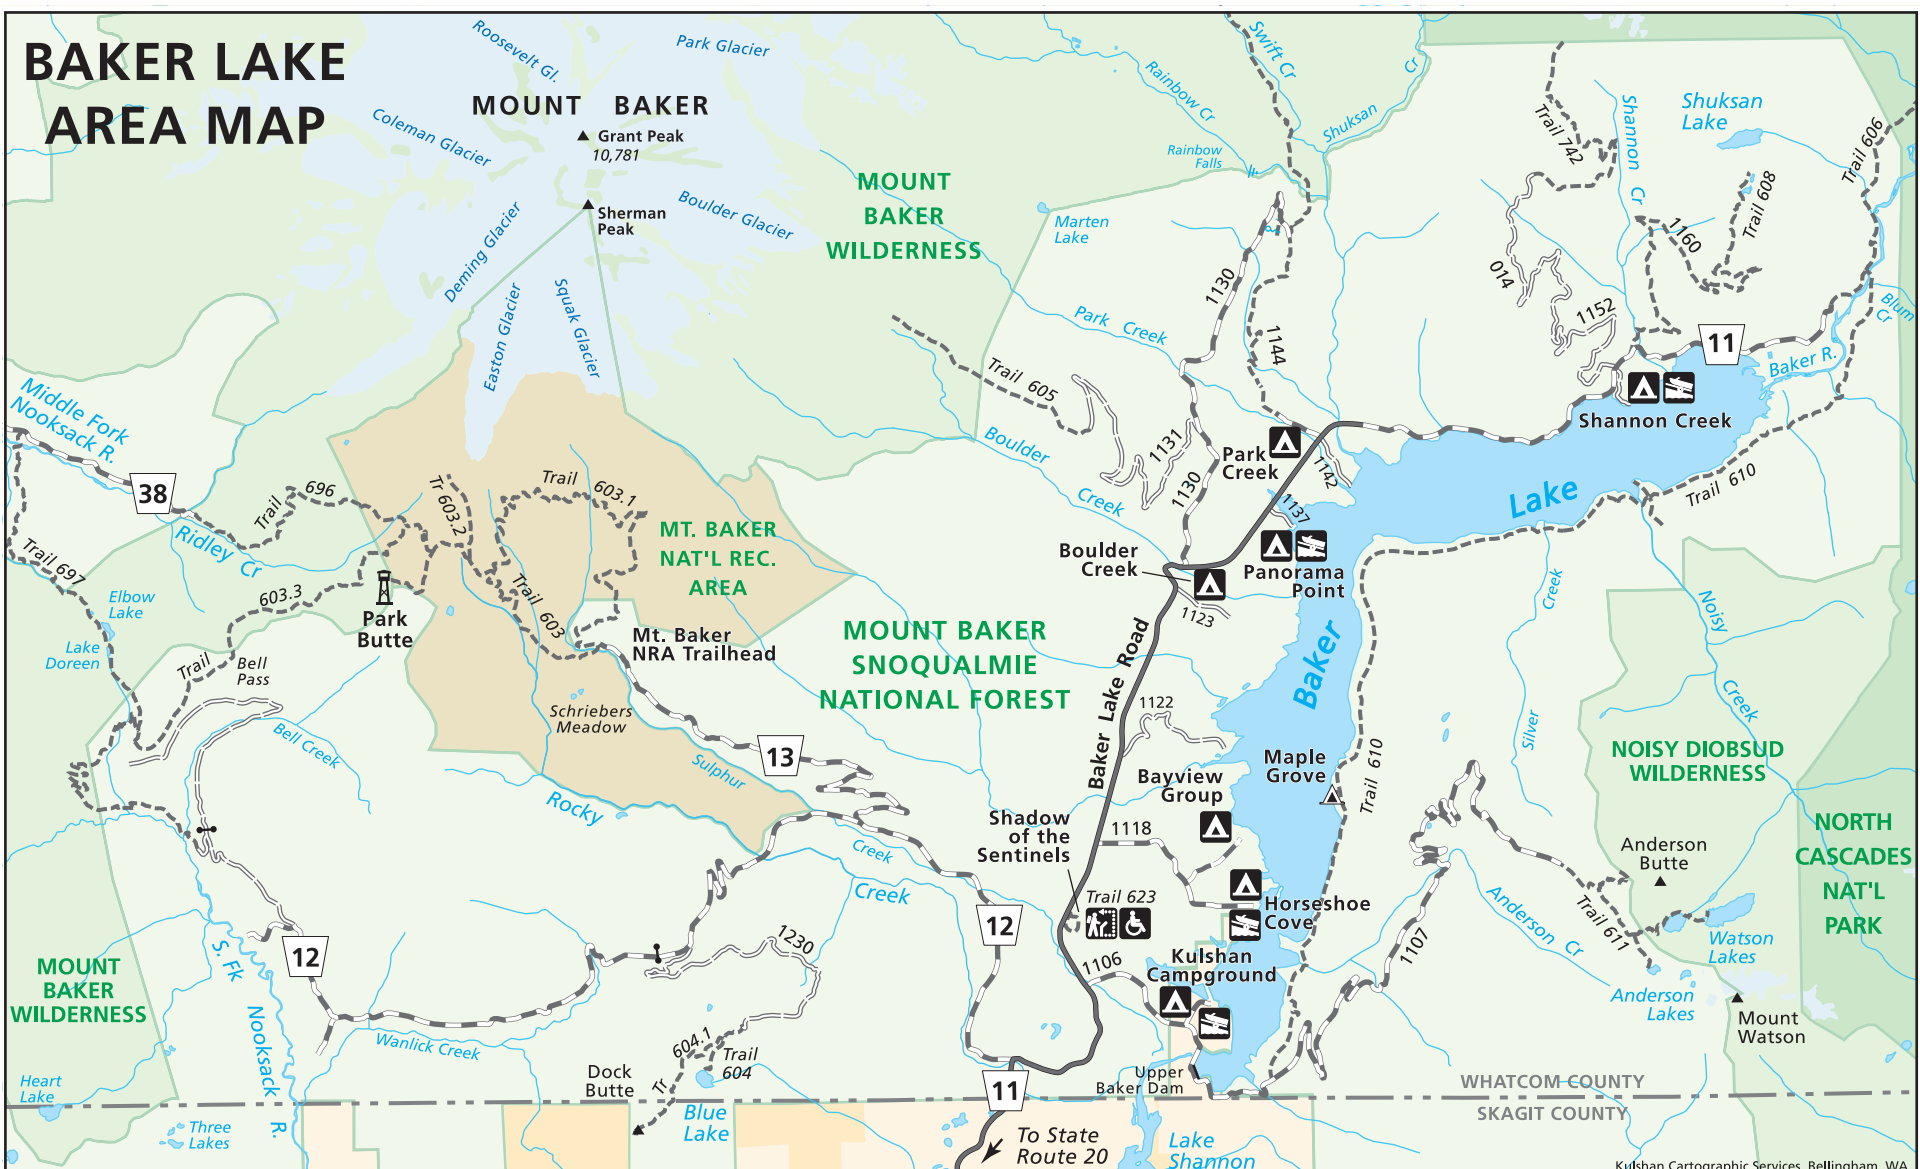 BAKER LAKE
AREA MAP
Roosevelt Gl.
Park Glacier
MOUNT BAKER
Grant Peak
10,781
Coleman Glacier
Sherman
Peak
Boulder Glacier
Deming Glacier
Easton Glacier
Squak Glacier
MOUNT
BAKER
WILDERNESS
Swift Cr
Rainbow Cr
Rainbow
Falls
Shuksan
Cr
Marten
Lake
Trail 742
Shannon Cr
Shuksan
Lake
Trail 606
Trail 608
1160
014
1152
11
Blum
Cr
Baker R.
Shannon Creek
1130
1144
Park Creek
Trail 605
Boulder
Creek
1131
1130
Park
Creek
1142
1137
Panorama
Point
Boulder
Creek
1123
Lake
Baker
Trail 610
Middle Fork
Nooksack R.
38
Trail 696
Ridley Cr
Trail 697
Elbow
Lake
Lake
Doreen
603.3
Trail
Bell
Pass
Park
Butte
Tr 603.2
Trail 603.1
Trail 603
MT. BAKER
NAT'L REC.
AREA
Mt. Baker
NRA Trailhead
MOUNT BAKER
SNOQUALMIE
NATIONAL FOREST
Schriebers
Meadow
Sulphur
Creek
13
Bell Creek
Rocky
Creek
Baker Lake Road
1122
Bayview
Group
Maple
Grove
Trail 610
Shadow
of the
Sentinels
1118
Trail 623
Horseshoe
Cove
Kulshan
Campground
1106
1107
Noisy
Creek
Silver
Creek
NOISY DIOBSUD
WILDERNESS
NORTH
CASCADES
NAT'L
PARK
Anderson
Butte
Anderson Cr
Trail 611
Watson
Lakes
Anderson
Lakes
Mount
Watson
MOUNT
BAKER
WILDERNESS
S. Fk
Nooksack
R.
12
12
1230
Wanlick Creek
Tr 604.1
Trail
604
Dock
Butte
Blue
Lake
Heart
Lake
Three
Lakes
11
Upper
Baker Dam
WHATCOM COUNTY
SKAGIT COUNTY
To State
Route 20
Lake
Shannon
Kulshan Cartographic Services, Bellingham, WA